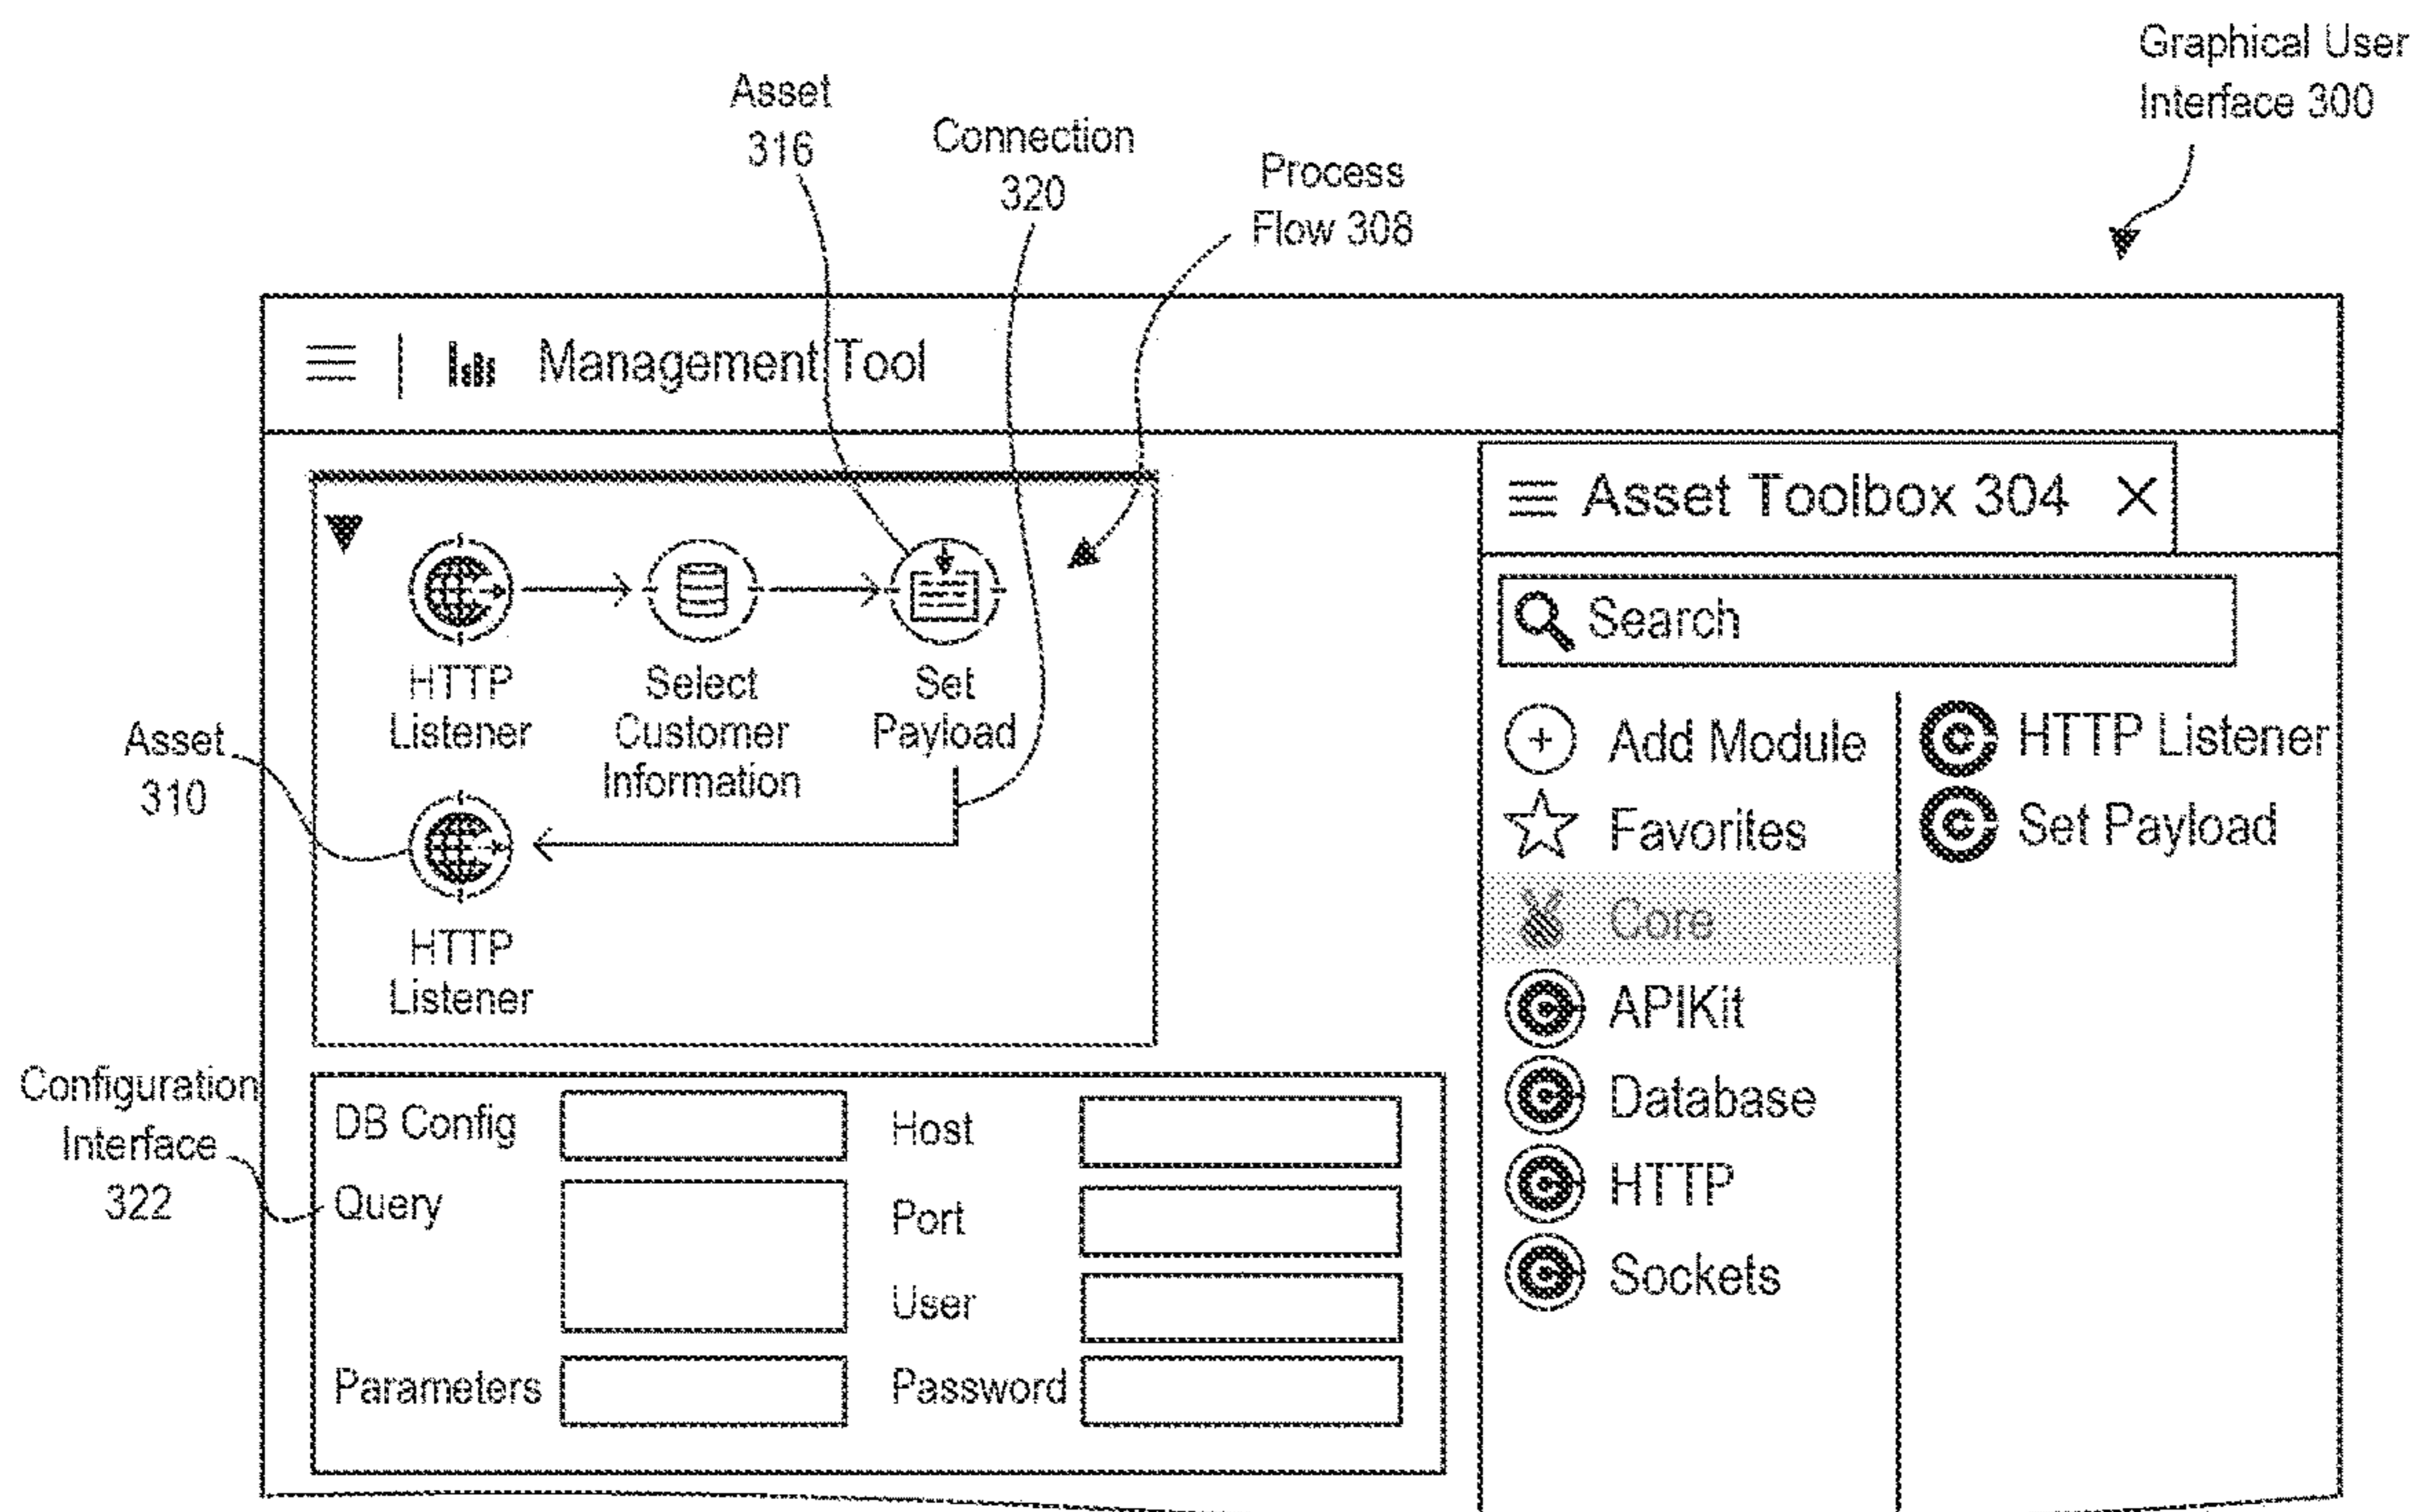 Graphical User
Interface 300
Asset
316
Connection
320
Process
Flow 308
Management Tool
Asset Toolbox 304
Search
Add Module
Favorites
Core
APIKit
Database
HTTP
Sockets
HTTP Listener
Set Payload
HTTP
Listener
Select
Customer
Information
Set
Payload
Asset
310
HTTP
Listener
Configuration
Interface
322
DB Config
Query
Parameters
Host
Port
User
Password